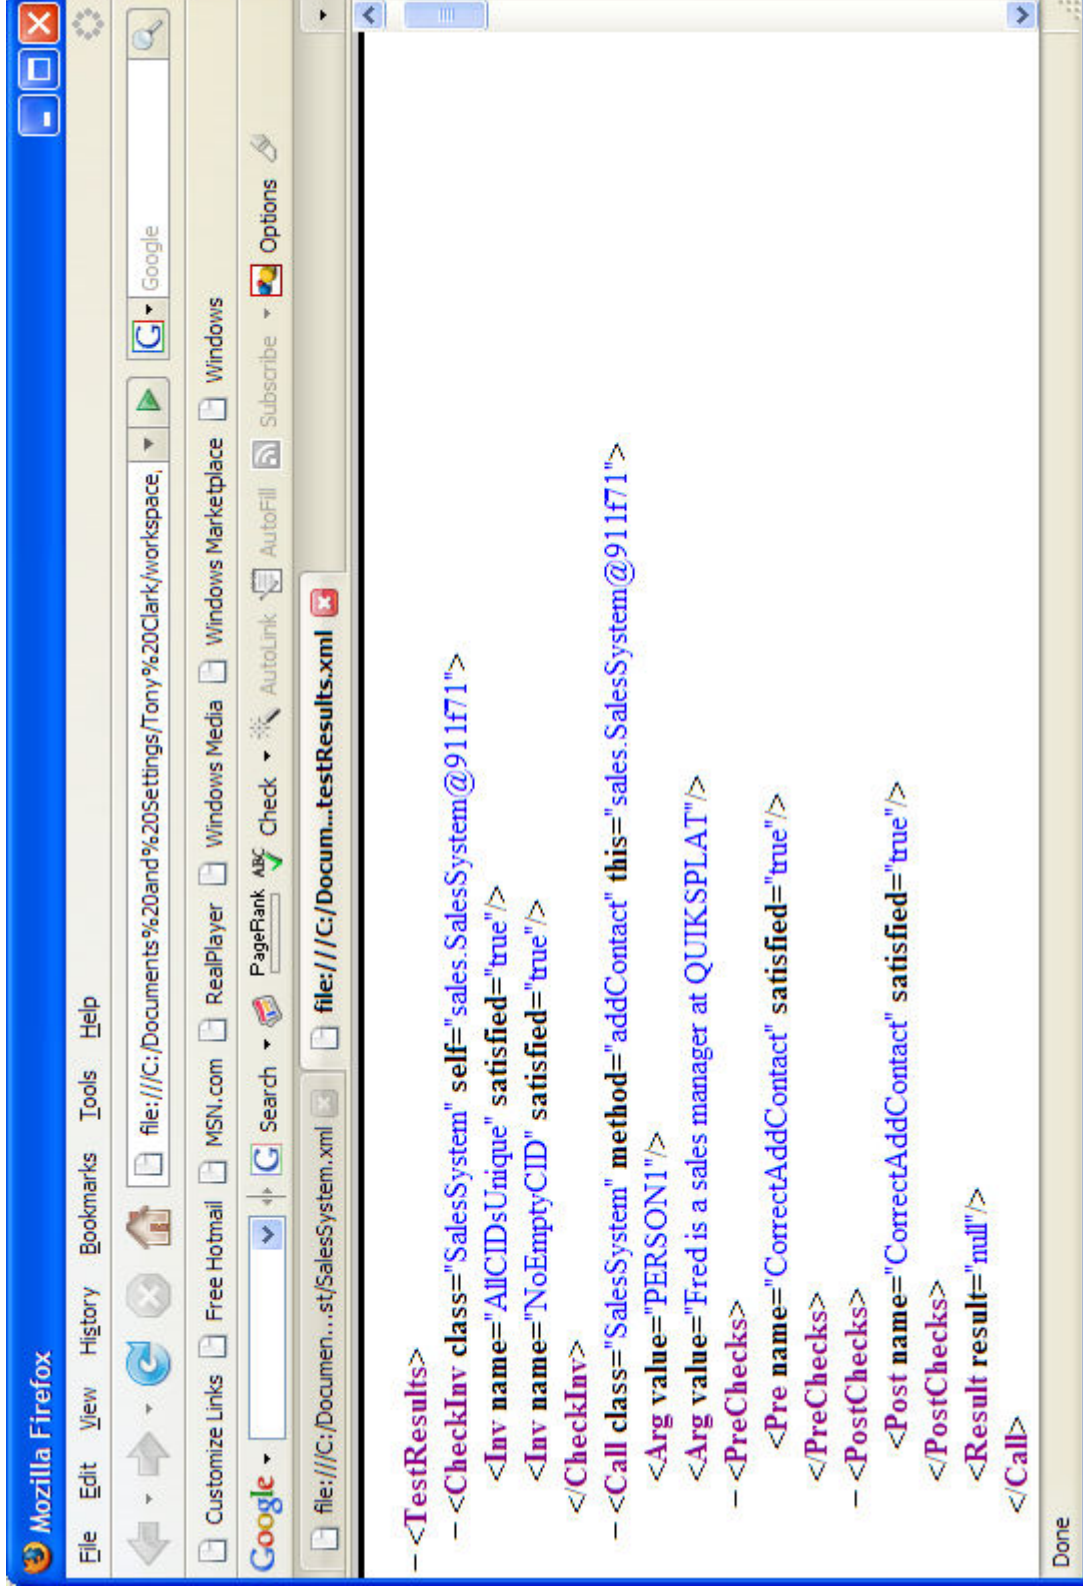 Mozilla Firefox
File Edit View History Bookmarks Tools Help
file:///C:/Documents%20and%20Settings/Tony%20Clark/workspace, G Google
Customize Links Free Hotmail MSN.com RealPlayer Windows Media Windows Marketplace Windows
Google G Search PageRank ABC Check AutoLink AutoFill Subscribe Options
file:///C:/Documen...st/SalesSystem.xml file:///C:/Docum...testResults.xml
– <TestResults>
– <CheckInv class="SalesSystem" self="sales.SalesSystem@911f71">
<Inv name="AllCIDsUnique" satisfied="true"/>
<Inv name="NoEmptyCID" satisfied="true"/>
</CheckInv>
– <Call class="SalesSystem" method="addContact" this="sales.SalesSystem@911f71">
<Arg value="PERSON1"/>
<Arg value="Fred is a sales manager at QUIKSPLAT"/>
– <PreChecks>
<Pre name="CorrectAddContact" satisfied="true"/>
</PreChecks>
– <PostChecks>
<Post name="CorrectAddContact" satisfied="true"/>
</PostChecks>
<Result result="null"/>
</Call>
Done